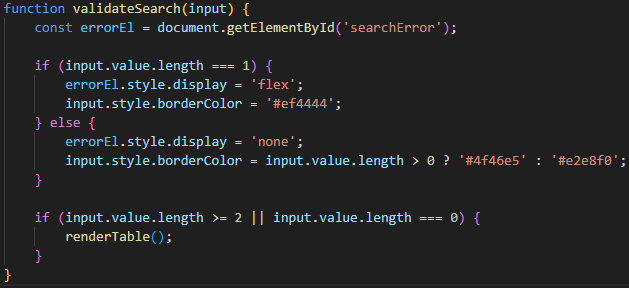 function validateSearch(input) {
    const errorEl = document.getElementById('searchError');

    if (input.value.length === 1) {
        errorEl.style.display = 'flex';
        input.style.borderColor = '#ef4444';
    } else {
        errorEl.style.display = 'none';
        input.style.borderColor = input.value.length > 0 ? '#4f46e5' : '#e2e8f0';
    }

    if (input.value.length >= 2 || input.value.length === 0) {
        renderTable();
    }
}